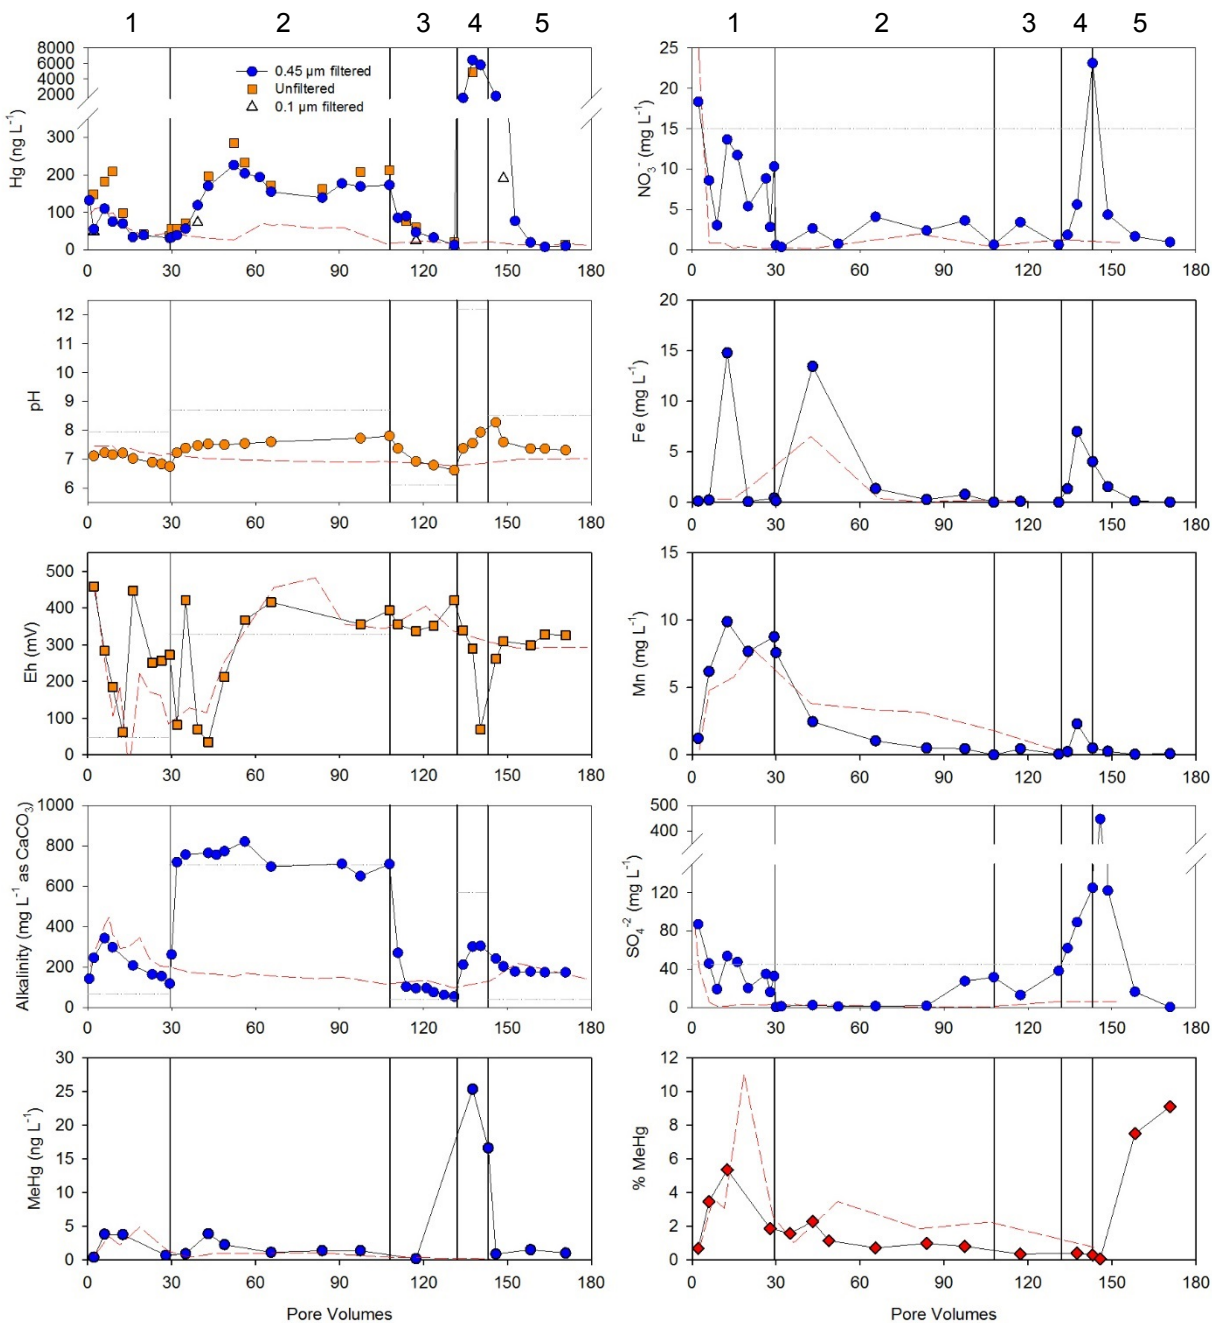 1 2 3 4 5
1 2 3 4 5
Hg (ng L⁻¹)
8000
6000
4000
2000
300
200
100
0
0.45 µm filtered
Unfiltered
0.1 µm filtered
0 30 60 90 120 150 180
NO₃⁻ (mg L⁻¹)
25
20
15
10
5
0
0 30 60 90 120 150 180
pH
12
11
10
9
8
7
6
0 30 60 90 120 150 180
Fe (mg L⁻¹)
20
15
10
5
0
0 30 60 90 120 150 180
Eh (mV)
500
400
300
200
100
0
0 30 60 90 120 150 180
Mn (mg L⁻¹)
15
10
5
0
0 30 60 90 120 150 180
Alkalinity (mg L⁻¹ as CaCO₃)
1000
800
600
400
200
0
0 30 60 90 120 150 180
SO₄⁻² (mg L⁻¹)
500
400
120
80
40
0
0 30 60 90 120 150 180
MeHg (ng L⁻¹)
30
25
20
15
10
5
0
0 30 60 90 120 150 180
Pore Volumes
% MeHg
12
10
8
6
4
2
0
0 30 60 90 120 150 180
Pore Volumes